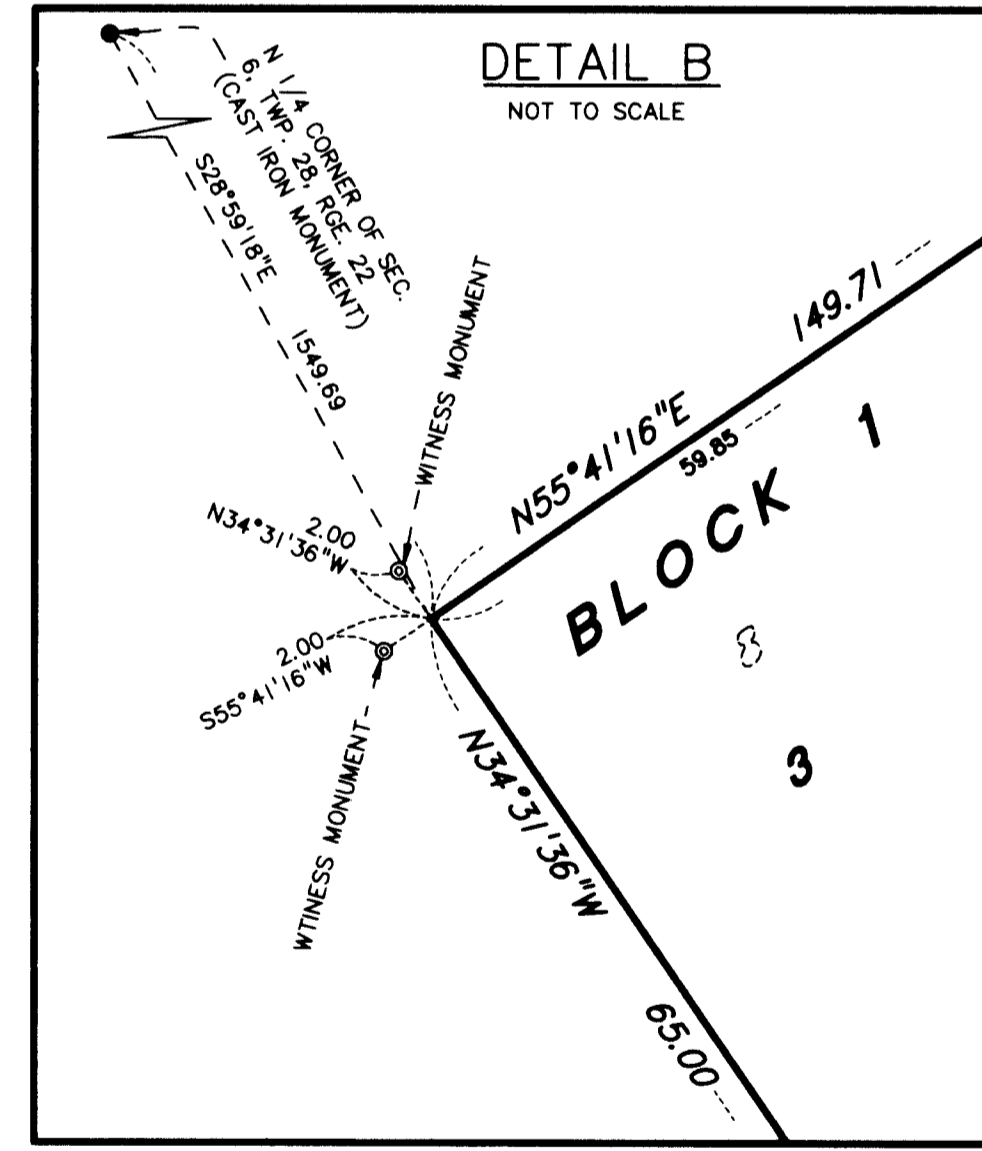 DETAIL B
NOT TO SCALE
N 1/4 CORNER OF SEC.
6, TWP. 28, RGE. 22
(CAST IRON MONUMENT)
S28°59'18"E
1549.69
WITNESS MONUMENT
149.71
N55°41'16"E
59.85
BLOCK 1
2.00
N34°31'36"W
2.00
S55°41'16"W
WTINESS MONUMENT
N34°31'36"W
3
65.00